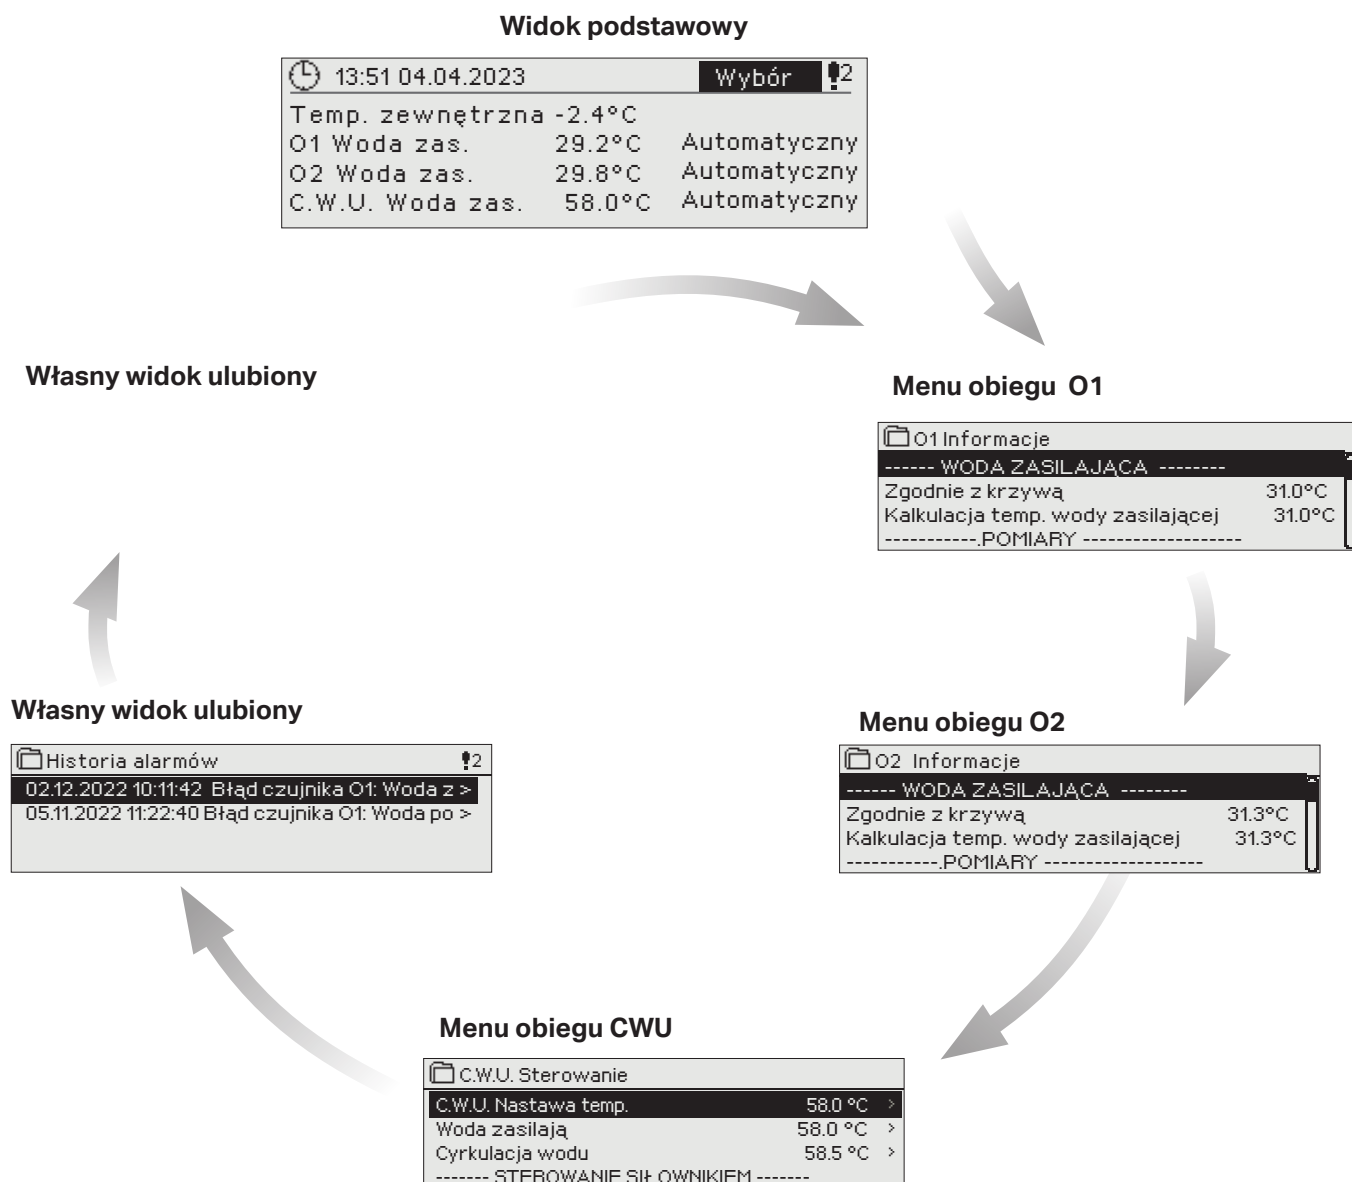 Widok podstawowy
13:51 04.04.2023 Wybór 2
Temp. zewnętrzna -2.4°C
O1 Woda zas. 29.2°C Automatyczny
O2 Woda zas. 29.8°C Automatyczny
C.W.U. Woda zas. 58.0°C Automatyczny
Własny widok ulubiony
Menu obiegu O1
O1 Informacje
------ WODA ZASILAJĄCA --------
Zgodnie z krzywą 31.0°C
Kalkulacja temp. wody zasilającej 31.0°C
-----------.POMIARY -------------------
Własny widok ulubiony
Historia alarmów 2
02.12.2022 10:11:42 Błąd czujnika O1: Woda z >
05.11.2022 11:22:40 Błąd czujnika O1: Woda po >
Menu obiegu O2
O2 Informacje
------ WODA ZASILAJĄCA --------
Zgodnie z krzywą 31.3°C
Kalkulacja temp. wody zasilającej 31.3°C
-----------.POMIARY -------------------
Menu obiegu CWU
C.W.U. Sterowanie
C.W.U. Nastawa temp. 58.0 °C >
Woda zasilają 58.0 °C >
Cyrkulacja wodu 58.5 °C >
------- STEROWANIE SIŁOWNIKIEM -------